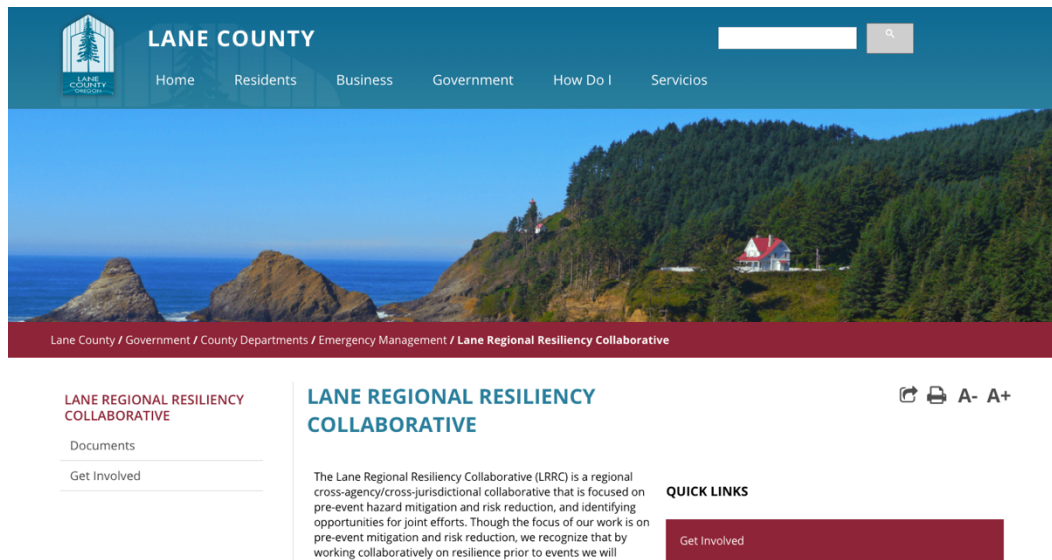 LANE COUNTY
LANE
COUNTY
OREGON
Home Residents Business Government How Do I Servicios
Lane County / Government / County Departments / Emergency Management / Lane Regional Resiliency Collaborative
LANE REGIONAL RESILIENCY
COLLABORATIVE
Documents
Get Involved
LANE REGIONAL RESILIENCY
COLLABORATIVE
A- A+
The Lane Regional Resiliency Collaborative (LRRC) is a regional
cross-agency/cross-jurisdictional collaborative that is focused on
pre-event hazard mitigation and risk reduction, and identifying
opportunities for joint efforts. Though the focus of our work is on
pre-event mitigation and risk reduction, we recognize that by
working collaboratively on resilience prior to events we will
QUICK LINKS
Get Involved